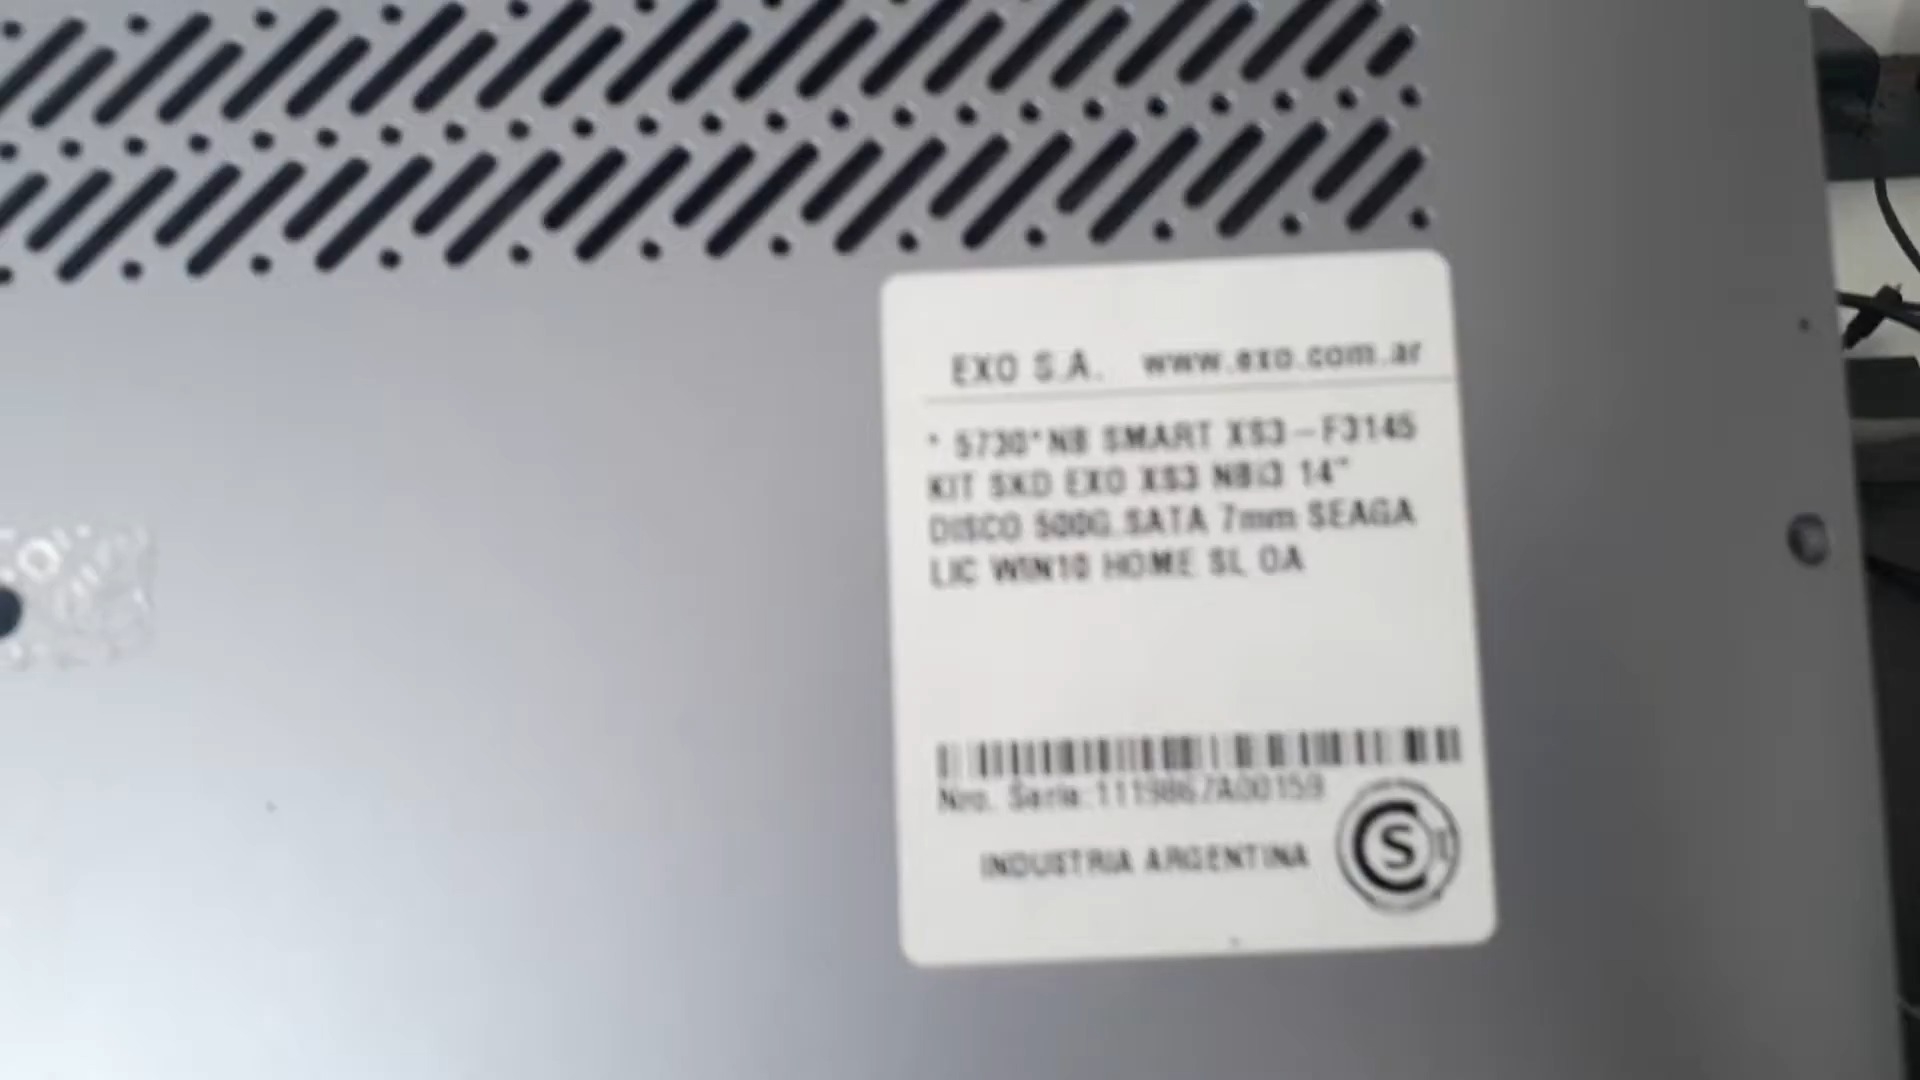 EXO S.A. www.exo.com.ar
* 5730*NB SMART XS3-F3145
KIT SKD EXO XS3 NBi3 14"
DISCO 500G.SATA 7mm SEAGA
LIC WIN10 HOME SL OA
Nro. Serie:1119867A00159
INDUSTRIA ARGENTINA
S